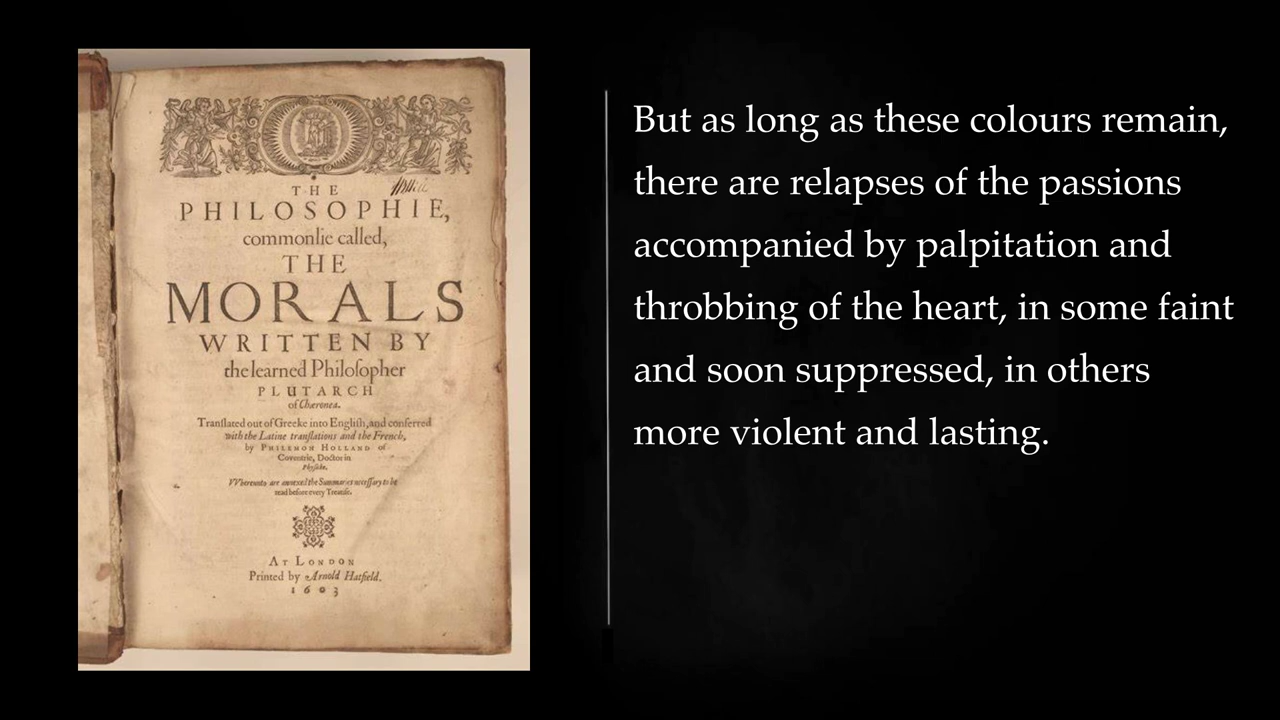 THE
PHILOSOPHIE,
commonlie called,
THE
MORALS
WRITTEN BY
the learned Philosopher
PLUTARCH
of Chæronea.
Translated out of Greeke into English, and conferred
with the Latine translations and the French,
by PHILEMON HOLLAND of
Coventrie, Doctor in
Physicke.
VVhereunto are annexed the Summaries necessary to be
read before every Treatise.
AT LONDON
Printed by Arnold Hatfield.
1603
But as long as these colours remain,
there are relapses of the passions
accompanied by palpitation and
throbbing of the heart, in some faint
and soon suppressed, in others
more violent and lasting.